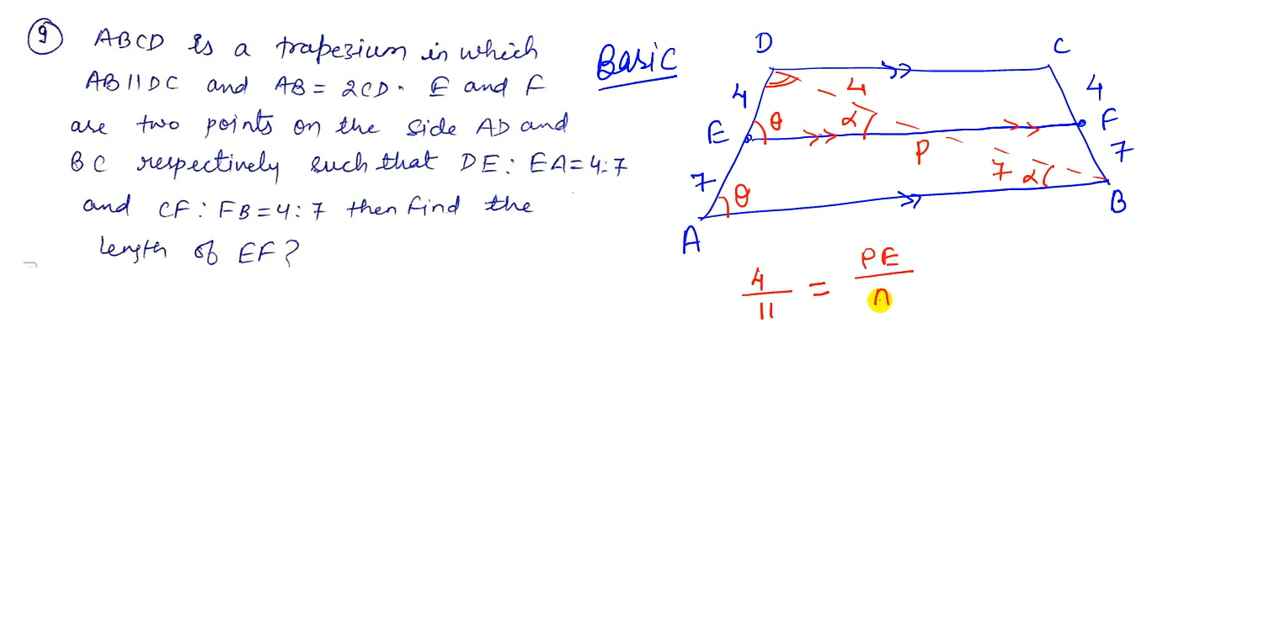 9 ABCD is a trapezium in which
AB || DC and AB = 2CD. E and F
are two points on the side AD and
BC respectively such that DE : EA = 4:7
and CF : FB = 4:7 then find the
length of EF?
Basic
D C
4 4 4
E θ P F
7 7 7
A θ B
4/11 = PE/A